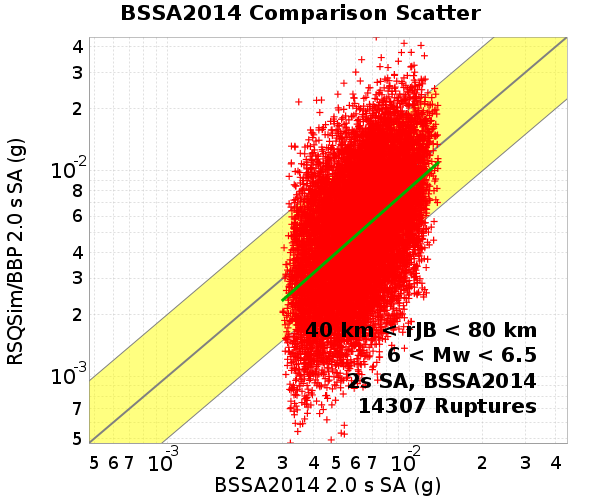 BSSA2014 Comparison Scatter
RSQSim/BBP 2.0 s SA (g)
4
3
2
10-2
8
6
4
3
2
10-3
7
5
40 km < rJB < 80 km
6 < Mw < 6.5
2s SA, BSSA2014
14307 Ruptures
5 6 7 10-3 2 3 4 5 6 7 10-2 2 3 4
BSSA2014 2.0 s SA (g)